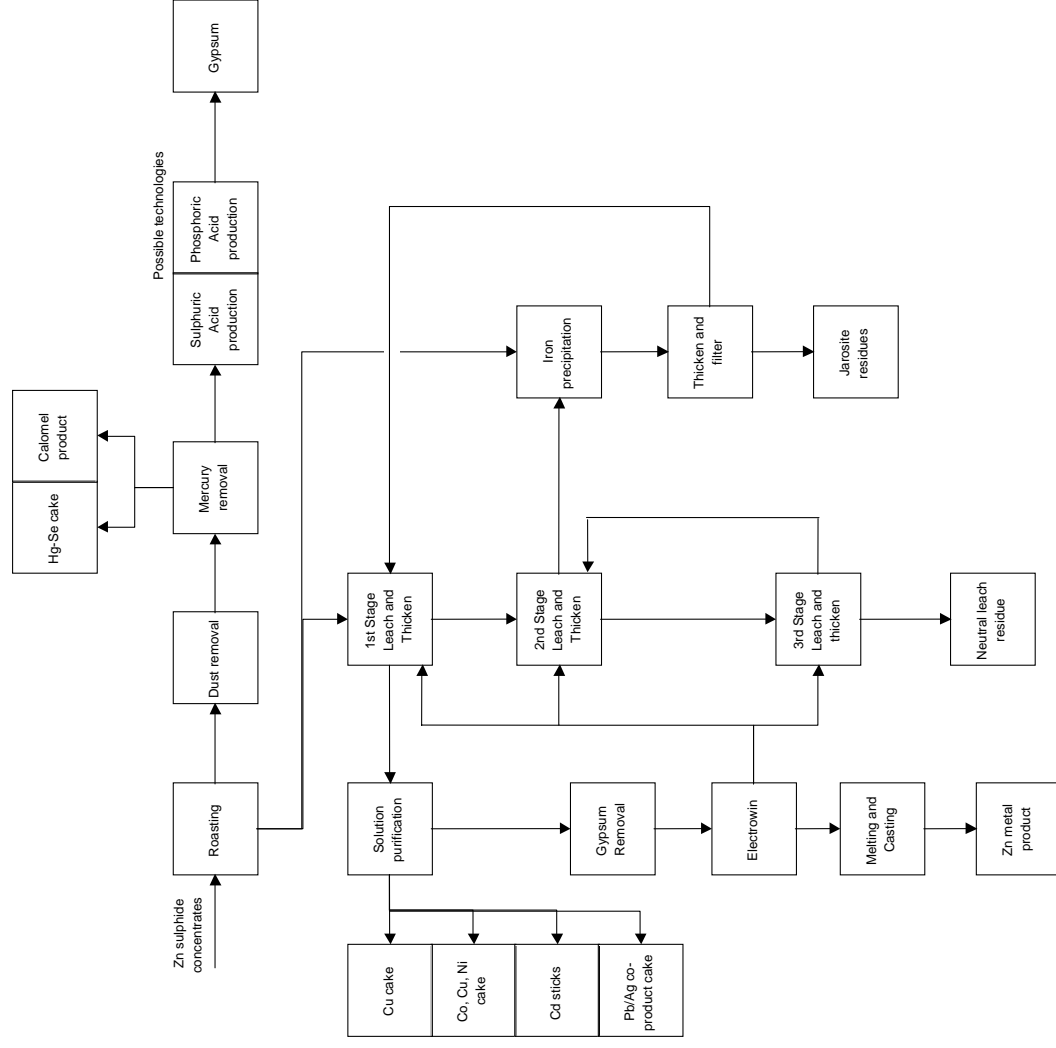 Zn sulphide
concentrates
Roasting
Dust removal
Mercury
removal
Hg-Se cake
Calomel
product
Possible technologies
Sulphuric
Acid
production
Phosphoric
Acid
production
Gypsum
1st Stage
Leach and
Thicken
2nd Stage
Leach and
Thicken
3rd Stage
Leach and
thicken
Neutral leach
residue
Iron
precipitation
Thicken and
filter
Jarosite
residues
Solution
purification
Gypsum
Removal
Electrowin
Melting and
Casting
Zn metal
product
Cu cake
Co, Cu, Ni
cake
Cd sticks
Pb/Ag co-
product cake